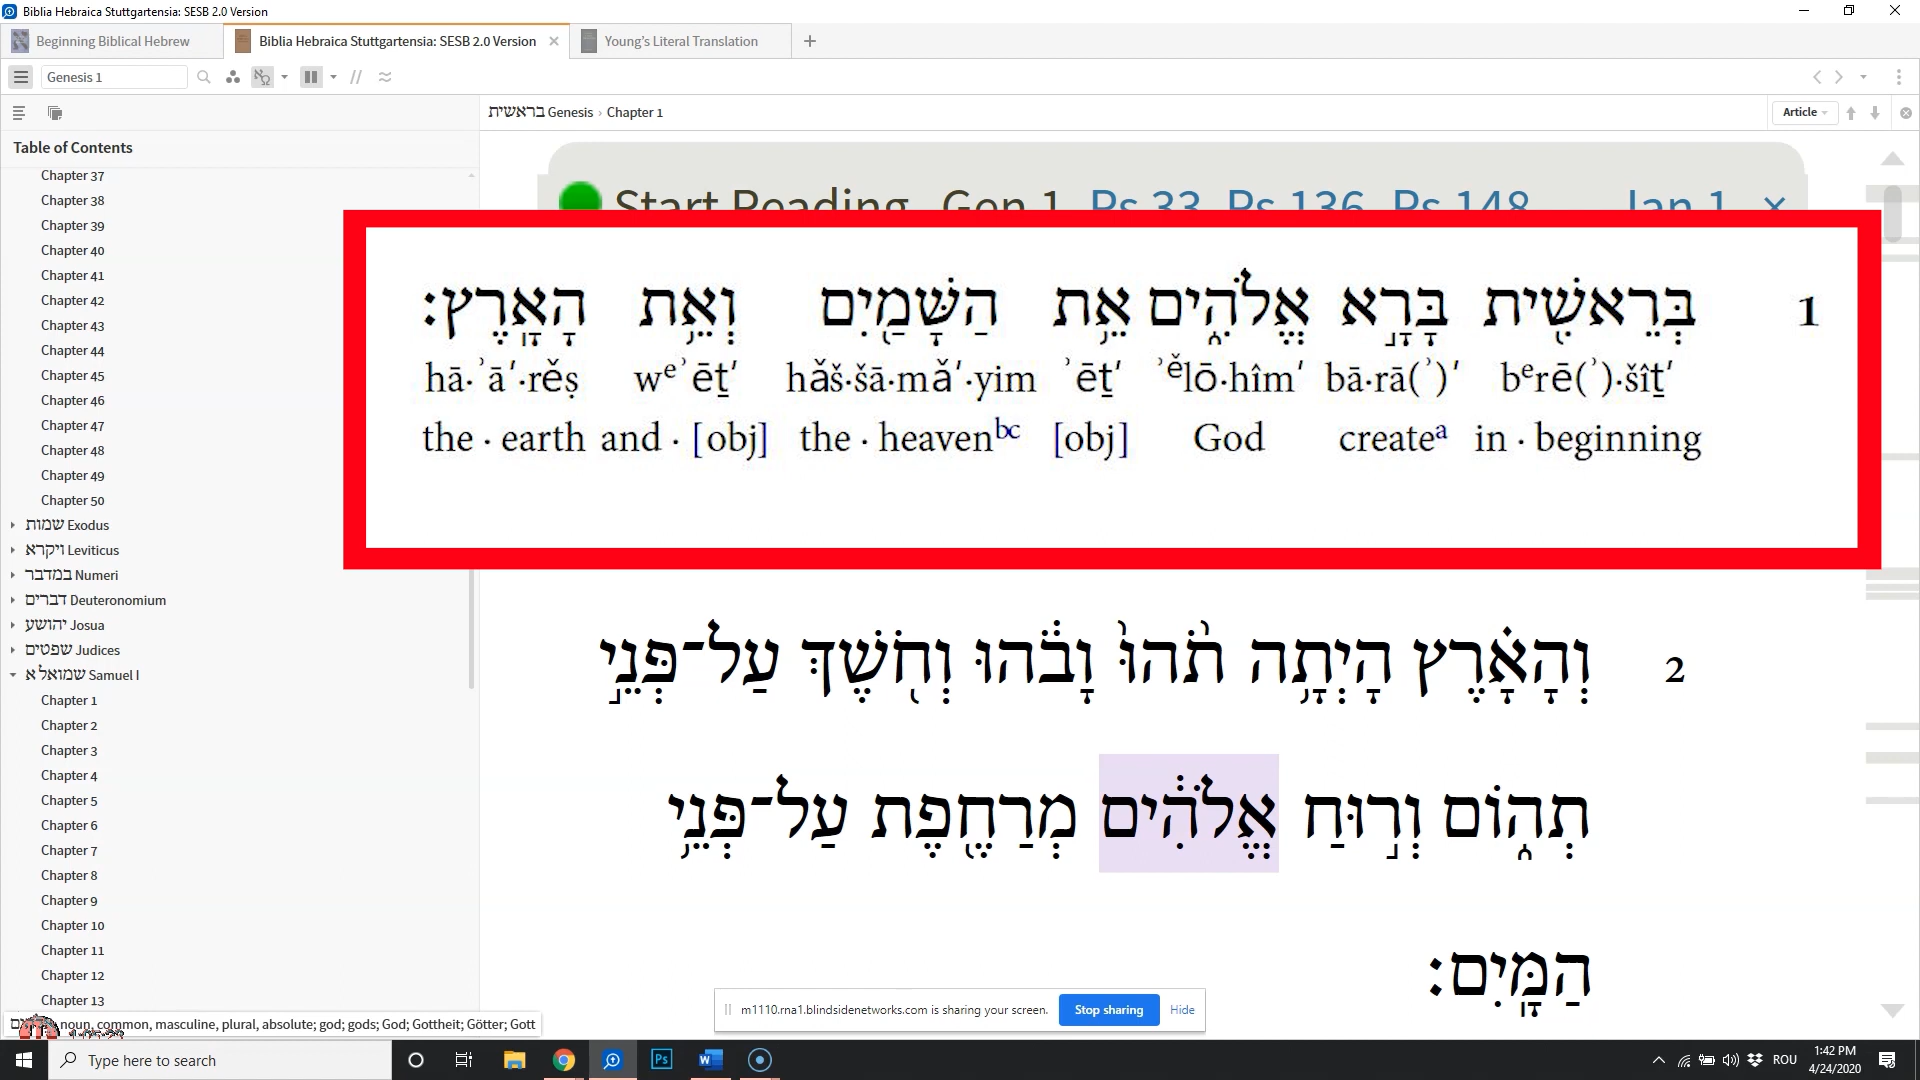 Biblia Hebraica Stuttgartensia: SESB 2.0 Version
Beginning Biblical Hebrew
Biblia Hebraica Stuttgartensia: SESB 2.0 Version
Young's Literal Translation
Genesis 1
בראשית Genesis › Chapter 1
Article
Table of Contents
Chapter 37
Chapter 38
Chapter 39
Chapter 40
Chapter 41
Chapter 42
Chapter 43
Chapter 44
Chapter 45
Chapter 46
Chapter 47
Chapter 48
Chapter 49
Chapter 50
שמות Exodus
ויקרא Leviticus
במדבר Numeri
דברים Deuteronomium
יהושע Josua
שפטים Judices
שמואל א Samuel I
Chapter 1
Chapter 2
Chapter 3
Chapter 4
Chapter 5
Chapter 6
Chapter 7
Chapter 8
Chapter 9
Chapter 10
Chapter 11
Chapter 12
Chapter 13
noun, common, masculine, plural, absolute; god; gods; God; Gottheit; Götter; Gott
Start Reading Gen 1 Ps 33 Ps 136 Ps 148 Jan 1 ×
1 בְּרֵאשִׁ֖ית בָּרָ֣א אֱלֹהִ֑ים אֵ֥ת הַשָּׁמַ֖יִם וְאֵ֥ת הָאָֽרֶץ׃
hā·ʾā′·rĕṣ wᵉʾēṯ′ hăš·šā·mă′·yim ʾēṯ′ ʾᵉ̆lō·hîm′ bā·rā(ʾ)′ bᵉrē(ʾ)·šîṯ′
the · earth and · [obj] the · heavenbc [obj] God createa in · beginning
2 וְהָאָ֗רֶץ הָיְתָ֥ה תֹ֙הוּ֙ וָבֹ֔הוּ וְחֹ֖שֶׁךְ עַל־פְּנֵ֣י
תְה֑וֹם וְר֣וּחַ אֱלֹהִ֔ים מְרַחֶ֖פֶת עַל־פְּנֵ֥י
הַמָּֽיִם׃
m1110.rna1.blindsidenetworks.com is sharing your screen. Stop sharing Hide
Type here to search
ROU
1:42 PM
4/24/2020